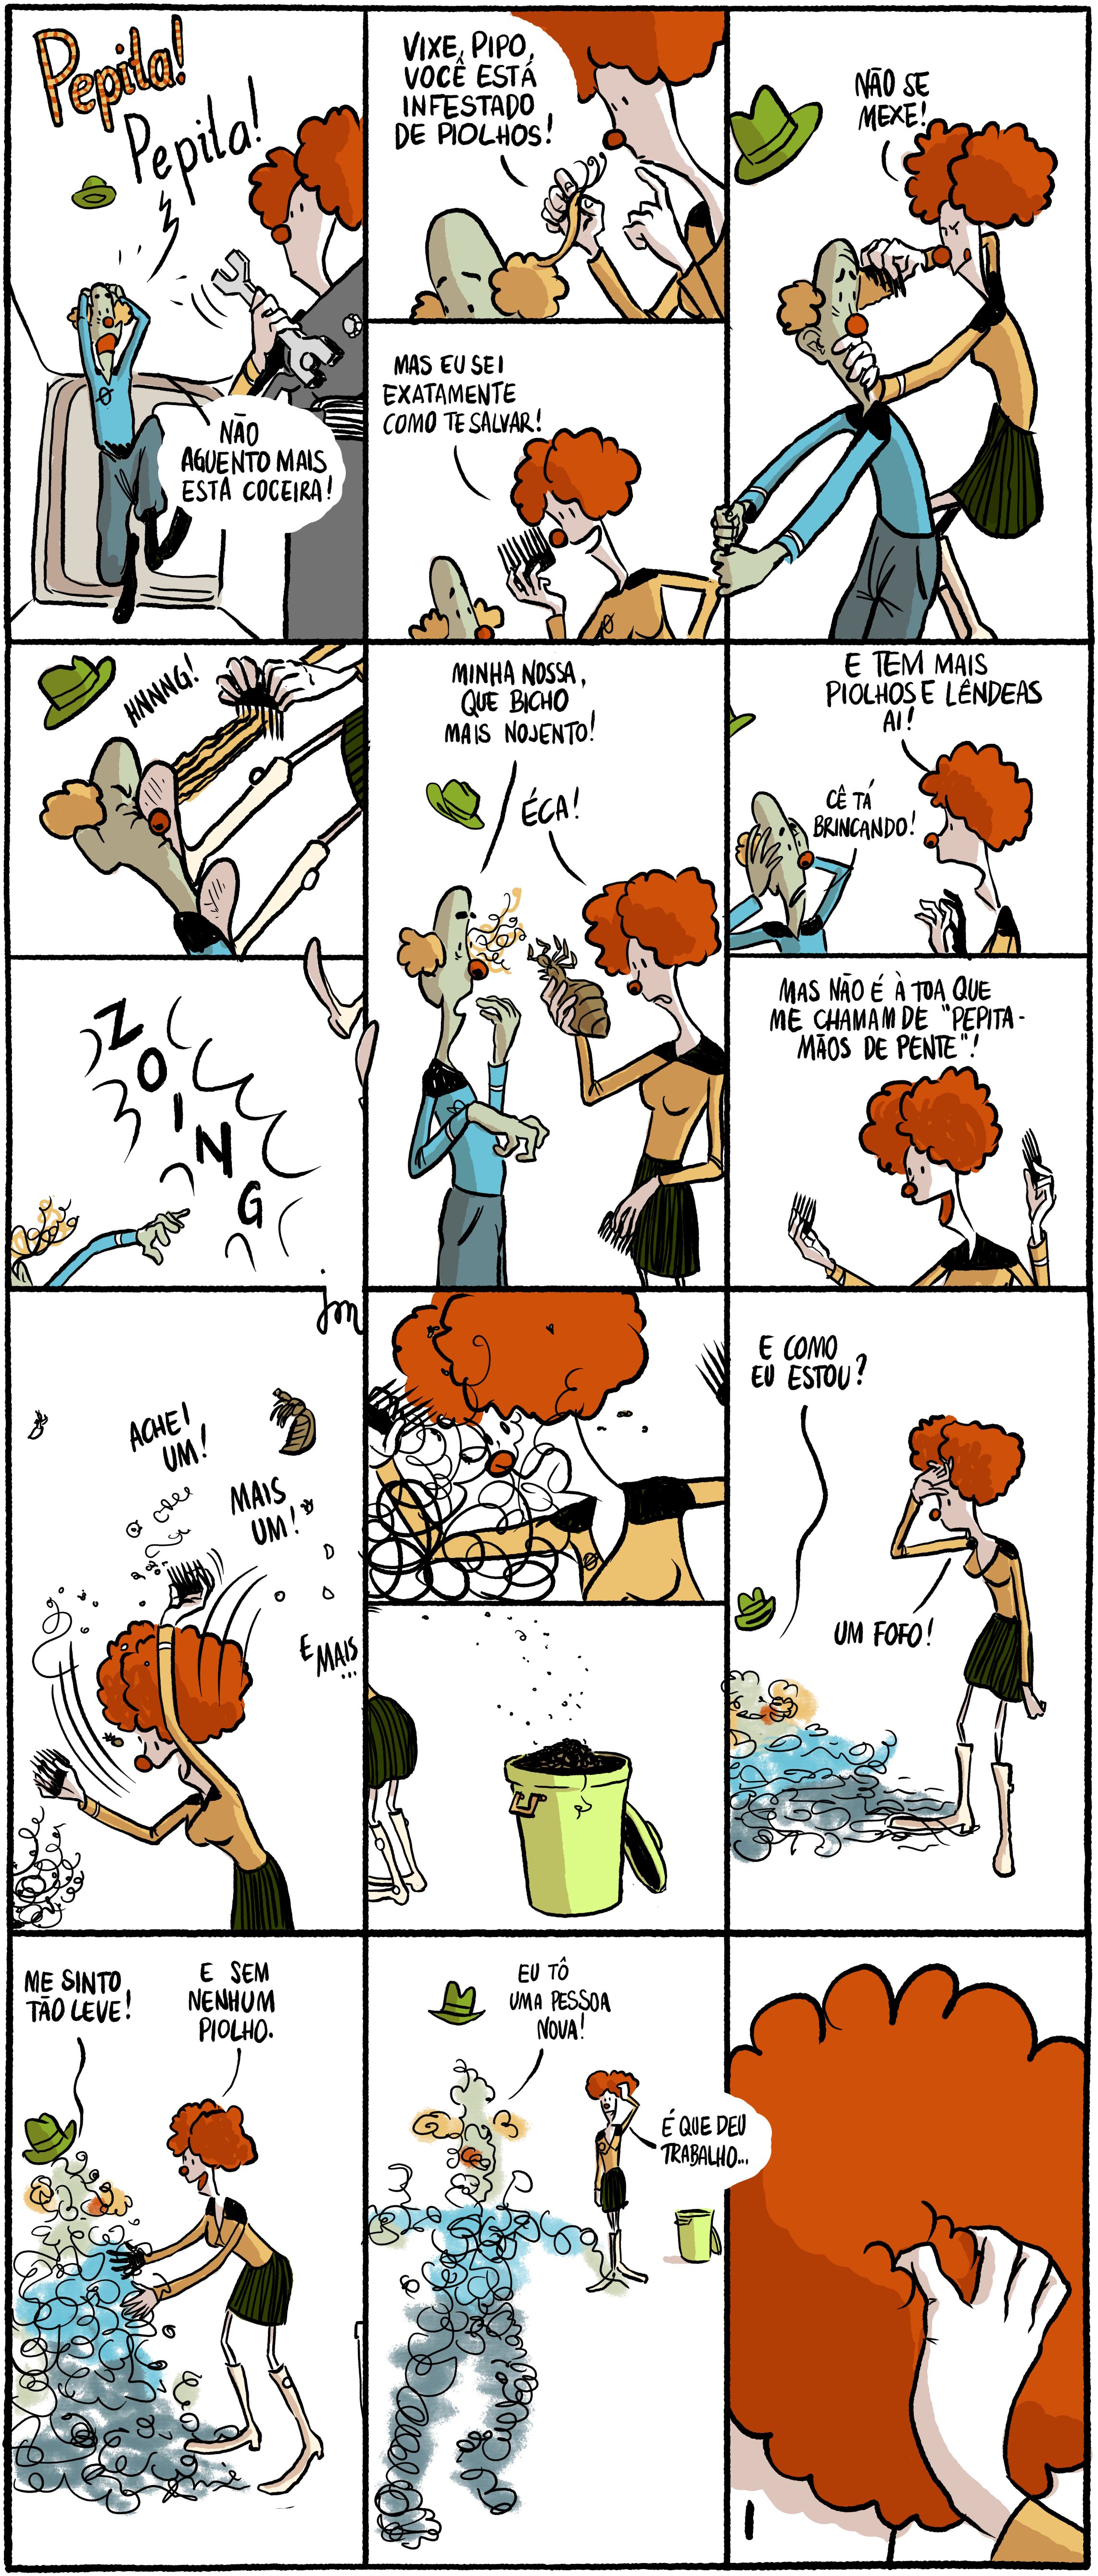 Pepita!
Pepita!
NÃO
AGUENTO MAIS
ESTA COCEIRA!
VIXE, PIPO,
VOCÊ ESTÁ
INFESTADO
DE PIOLHOS!
MAS EU SEI
EXATAMENTE
COMO TE SALVAR!
NÃO SE
MEXE!
HNNNG!
ZOING
MINHA NOSSA,
QUE BICHO
MAIS NOJENTO!
ÉCA!
E TEM MAIS
PIOLHOS E LÊNDEAS
AI!
CÊ TÁ
BRINCANDO!
MAS NÃO É À TOA QUE
ME CHAMAM DE "PEPITA-
MÃOS DE PENTE"!
jm
ACHEI
UM!
MAIS
UM!
E MAIS
...
E COMO
EU ESTOU?
UM FOFO!
ME SINTO
TÃO LEVE!
E SEM
NENHUM
PIOLHO.
EU TÔ
UMA PESSOA
NOVA!
É QUE DEU
TRABALHO...